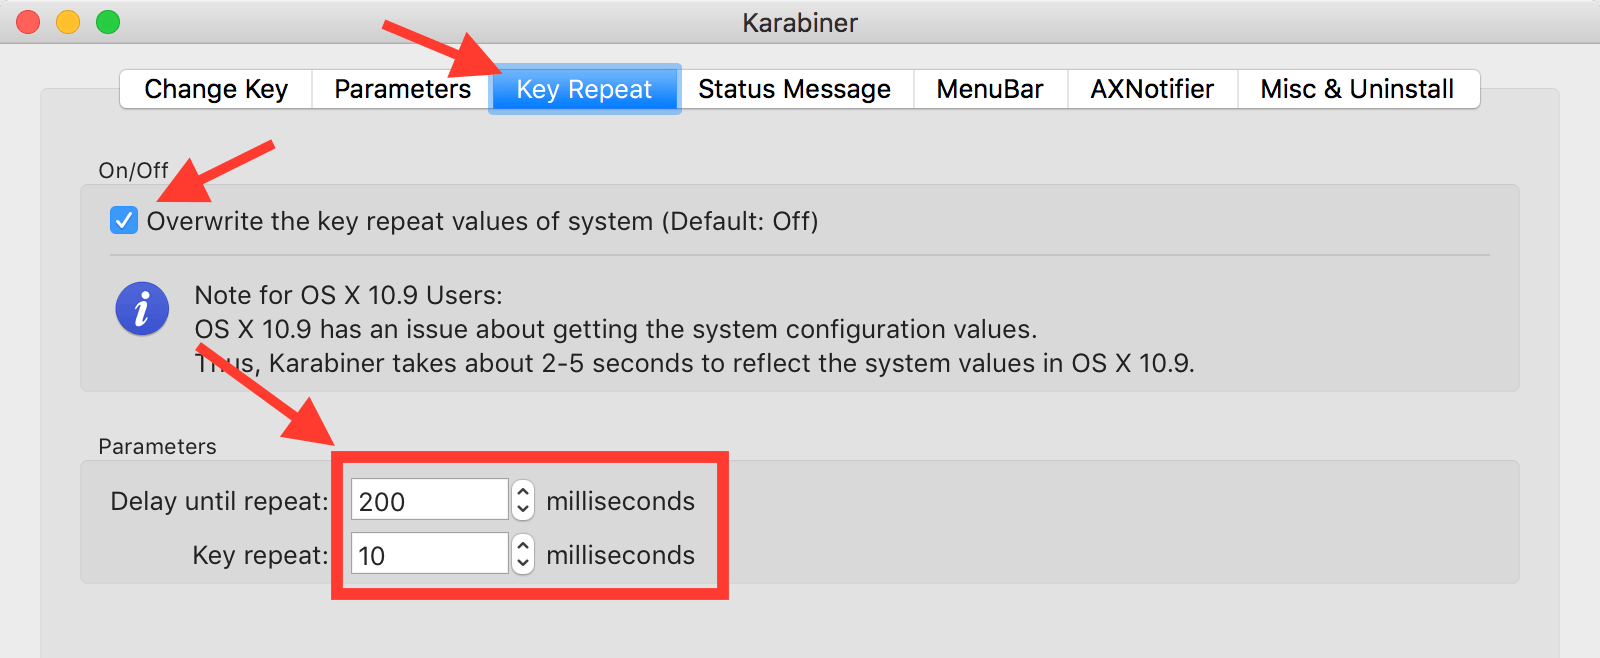 Karabiner
Change Key
Parameters
Key Repeat
Status Message
MenuBar
AXNotifier
Misc & Uninstall
On/Off
Overwrite the key repeat values of system (Default: Off)
Note for OS X 10.9 Users:
OS X 10.9 has an issue about getting the system configuration values.
Thus, Karabiner takes about 2-5 seconds to reflect the system values in OS X 10.9.
Parameters
Delay until repeat: 200 milliseconds
Key repeat: 10 milliseconds